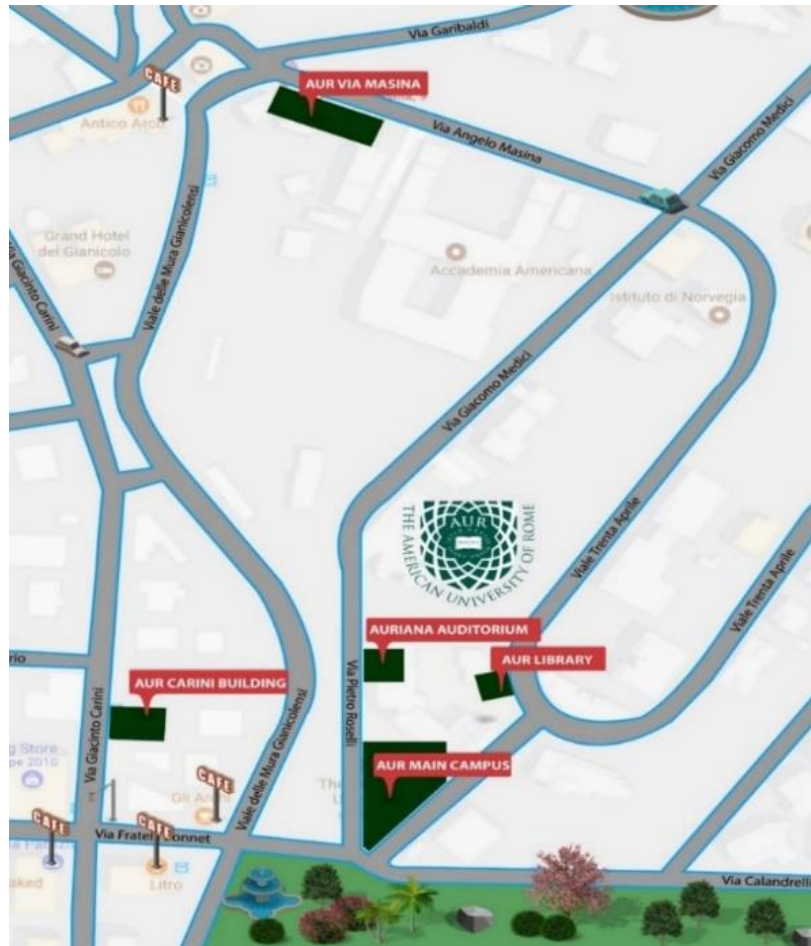 Via Garibaldi
CAFE
AUR VIA MASINA
Antico Arco
Via Angelo Masina
Via Giacomo Medici
Grand Hotel
del Gianicolo
Viale delle Mura Gianicolensi
Via Giacinto Carini
Accademia Americana
Istituto di Norvegia
Via Giacomo Medici
THE AMERICAN UNIVERSITY OF ROME
AUR
Viale Trenta Aprile
Viale Trenta Aprile
AURIANA AUDITORIUM
AUR LIBRARY
AUR CARINI BUILDING
Via Pietro Roselli
Via Giacinto Carini
Viale delle Mura Gianicolensi
AUR MAIN CAMPUS
Store
2010
CAFE
Gli
CAFE
CAFE
Via
Litro
Via Calandrelli